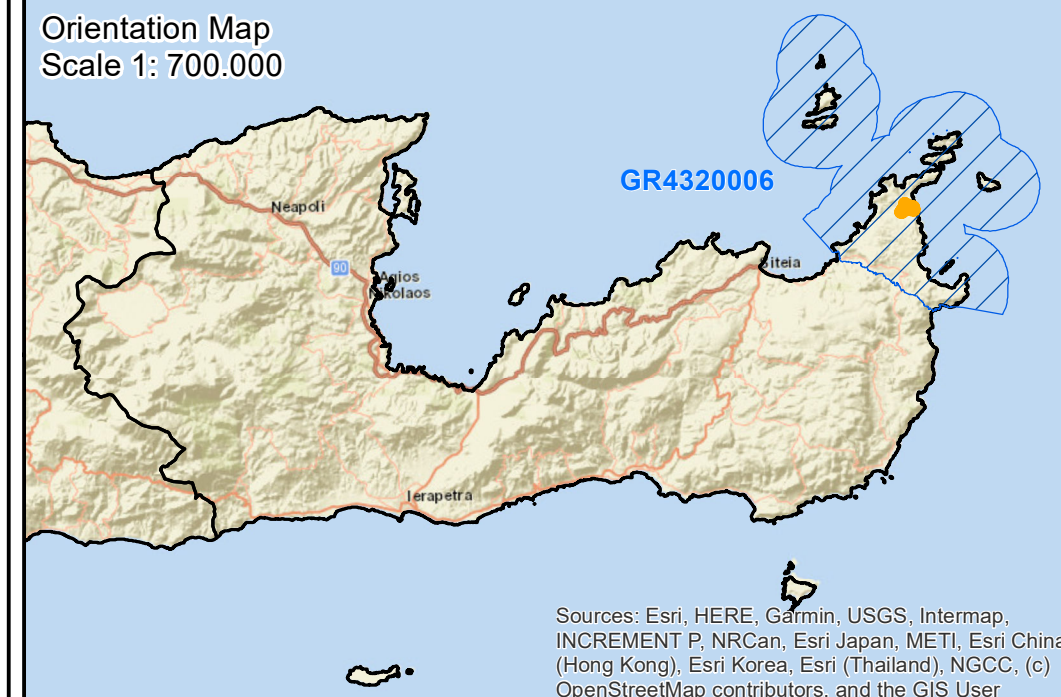 Orientation Map
Scale 1: 700.000
GR4320006
Neapoli
90
Agios
Nikolaos
Siteia
Ierapetra
Sources: Esri, HERE, Garmin, USGS, Intermap,
INCREMENT P, NRCan, Esri Japan, METI, Esri China
(Hong Kong), Esri Korea, Esri (Thailand), NGCC, (c)
OpenStreetMap contributors, and the GIS User